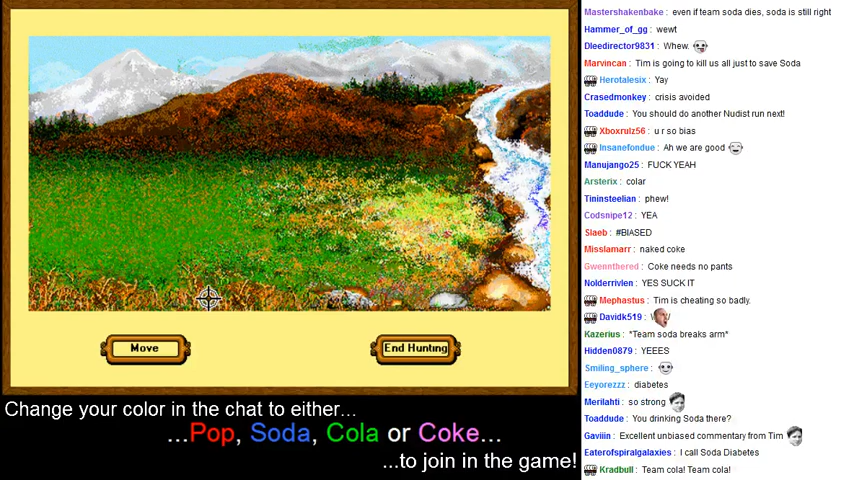 Move
End Hunting
Change your color in the chat to either...
...Pop, Soda, Cola or Coke...
...to join in the game!
Mastershakenbake : even if team soda dies, soda is still right
Hammer_of_gg : wewt
Dleedirector9831 : Whew.
Marvincan : Tim is going to kill us all just to save Soda
Herotalesix : Yay
Crasedmonkey : crisis avoided
Toaddude : You should do another Nudist run next!
Xboxrulz56 : u r so bias
Insanefondue : Ah we are good
Manujango25 : FUCK YEAH
Arsterix : colar
Tininsteelian : phew!
Codsnipe12 : YEA
Slaeb : #BIASED
Misslamarr : naked coke
Gwennthered : Coke needs no pants
Nolderrivlen : YES SUCK IT
Mephastus : Tim is cheating so badly.
Davidk519 :
Kazerius : *Team soda breaks arm*
Hidden0879 : YEEES
Smiling_sphere :
Eeyorezzz : diabetes
Merilahti : so strong
Toaddude : You drinking Soda there?
Gaviiin : Excellent unbiased commentary from Tim
Eaterofspiralgalaxies : I call Soda Diabetes
Kradbull : Team cola! Team cola!